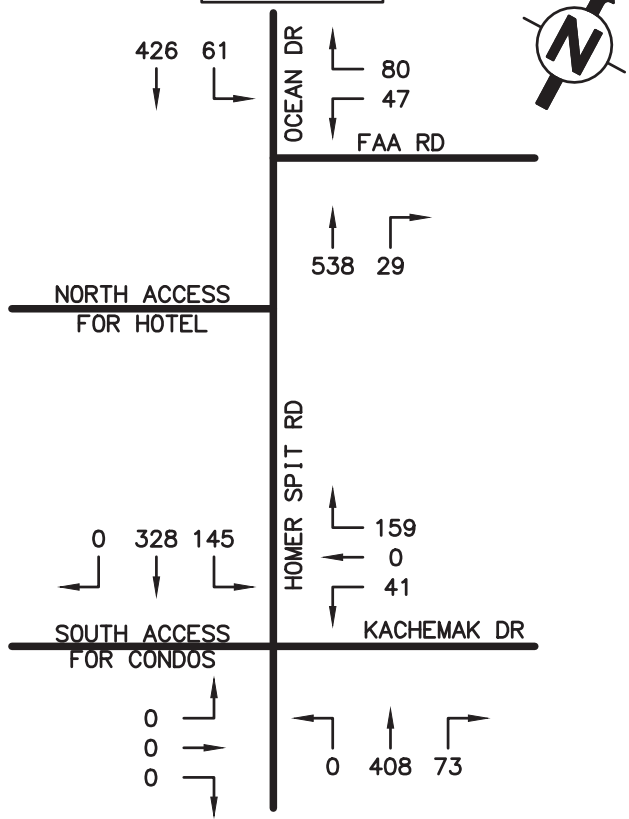 426 61
OCEAN DR
80
47
N
FAA RD
538 29
NORTH ACCESS
FOR HOTEL
HOMER SPIT RD
0 328 145
159
0
41
SOUTH ACCESS
FOR CONDOS
KACHEMAK DR
0
0
0
0 408 73